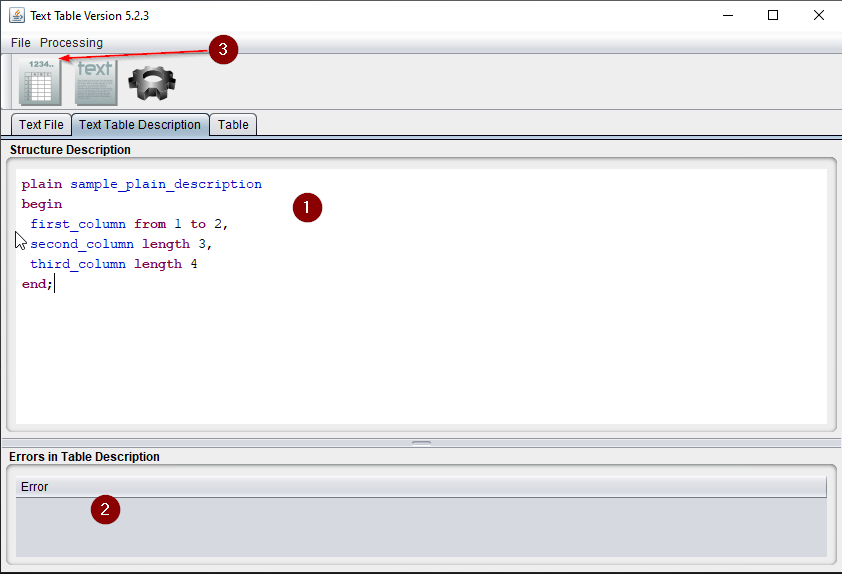 Text Table Version 5.2.3
File Processing
3
1234..
text
Text File Text Table Description Table
Structure Description
plain sample_plain_description
begin
first_column from 1 to 2,
second_column length 3,
third_column length 4
end;
1
Errors in Table Description
Error
2